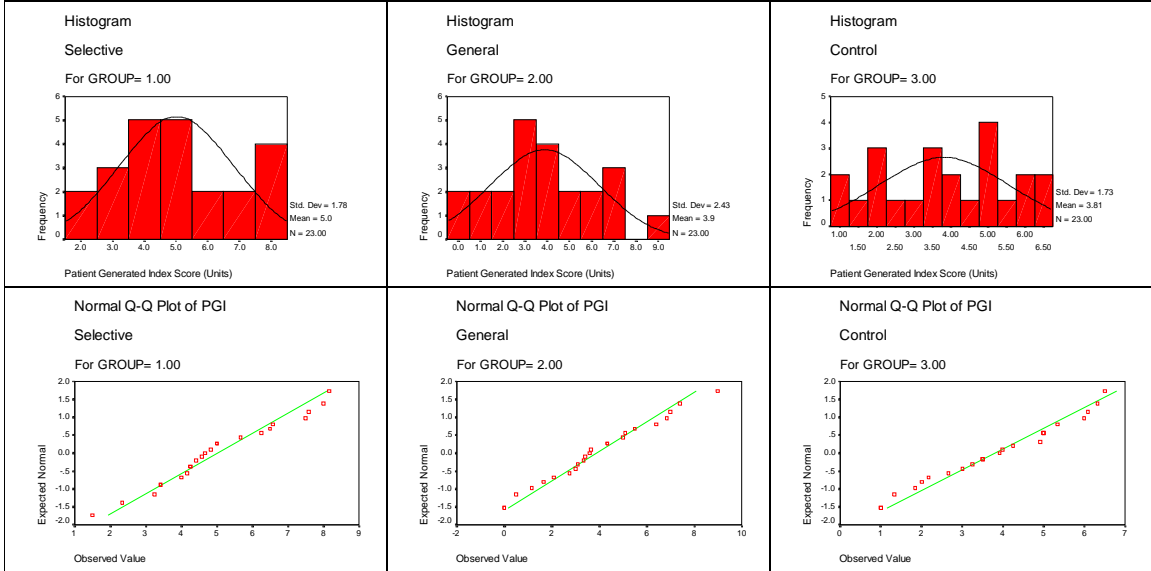 Histogram
Selective
For GROUP= 1.00
6
5
4
3
2
1
0
Frequency
2.0 3.0 4.0 5.0 6.0 7.0 8.0
Std. Dev = 1.78
Mean = 5.0
N = 23.00
Patient Generated Index Score (Units)
Histogram
General
For GROUP= 2.00
6
5
4
3
2
1
0
Frequency
0.0 1.0 2.0 3.0 4.0 5.0 6.0 7.0 8.0 9.0
Std. Dev = 2.43
Mean = 3.9
N = 23.00
Patient Generated Index Score (Units)
Histogram
Control
For GROUP= 3.00
5
4
3
2
1
0
Frequency
1.00 2.00 3.00 4.00 5.00 6.00
1.50 2.50 3.50 4.50 5.50 6.50
Std. Dev = 1.73
Mean = 3.81
N = 23.00
Patient Generated Index Score (Units)
Normal Q-Q Plot of PGI
Selective
For GROUP= 1.00
2.0
1.5
1.0
.5
0.0
-.5
-1.0
-1.5
-2.0
Expected Normal
1 2 3 4 5 6 7 8 9
Observed Value
Normal Q-Q Plot of PGI
General
For GROUP= 2.00
2.0
1.5
1.0
.5
0.0
-.5
-1.0
-1.5
-2.0
Expected Normal
-2 0 2 4 6 8 10
Observed Value
Normal Q-Q Plot of PGI
Control
For GROUP= 3.00
2.0
1.5
1.0
.5
0.0
-.5
-1.0
-1.5
-2.0
Expected Normal
0 1 2 3 4 5 6 7
Observed Value